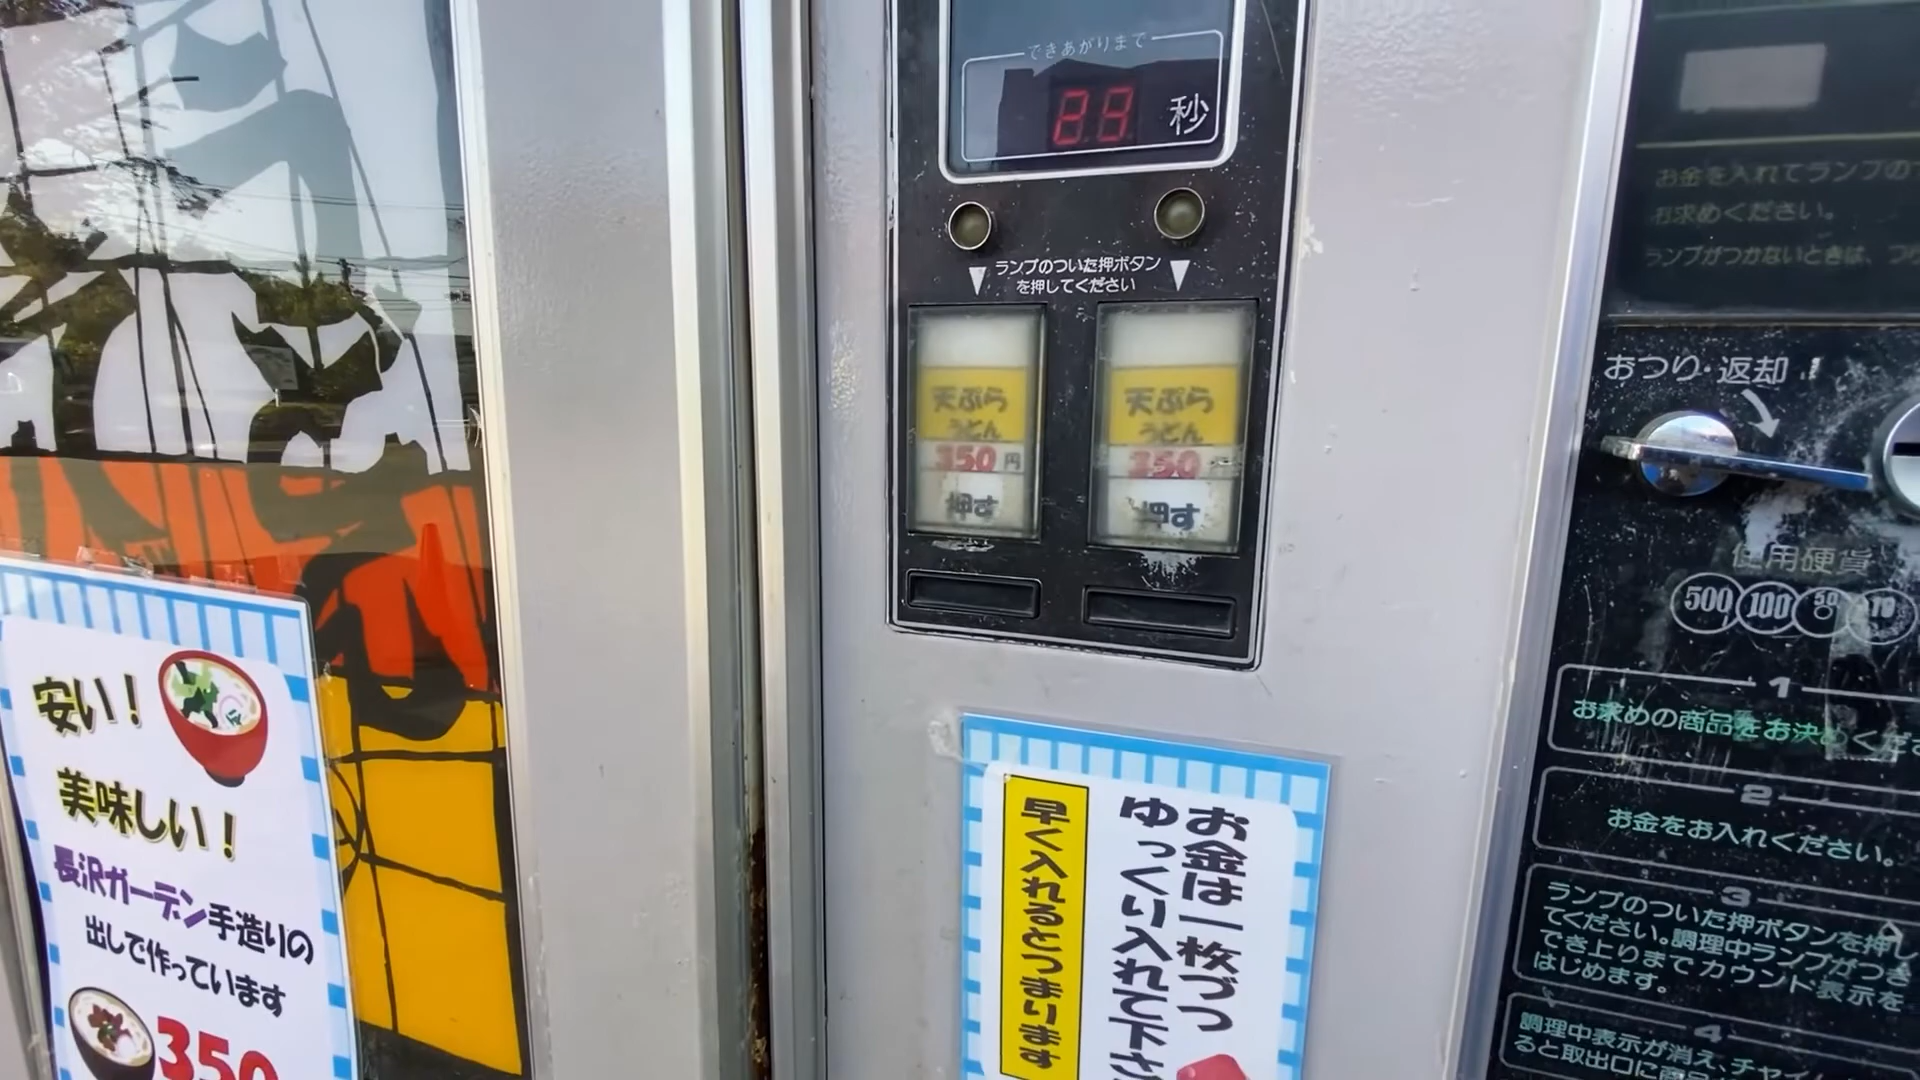 できあがりまで
秒
ランプのついた押ボタン
を押してください
天ぷら
うどん
350円
押す
天ぷら
うどん
350
押す
安い！
美味しい！
長沢ガーデン手造りの
出しで作っています
350
お金は一枚づつ
ゆっくり入れて下さ
早く入れるとつまります
お金を入れてランプの
お求めください。
ランプがつかないときは、つり
おつり・返却
使用硬貨
500 100 50 10
1
お求めの商品をお決めくださ
2
お金をお入れください。
3
ランプのついた押ボタンを押し
てください。調理中ランプがつき
でき上りまでカウンド表示を
はじめます。
4
調理中表示が消え、チャイ
ると取出口に商品